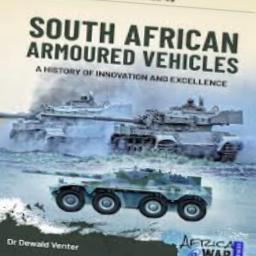 SOUTH AFRICAN
ARMOURED VEHICLES
A HISTORY OF INNOVATION AND EXCELLENCE
Dr Dewald Venter
AFRICA
@WAR